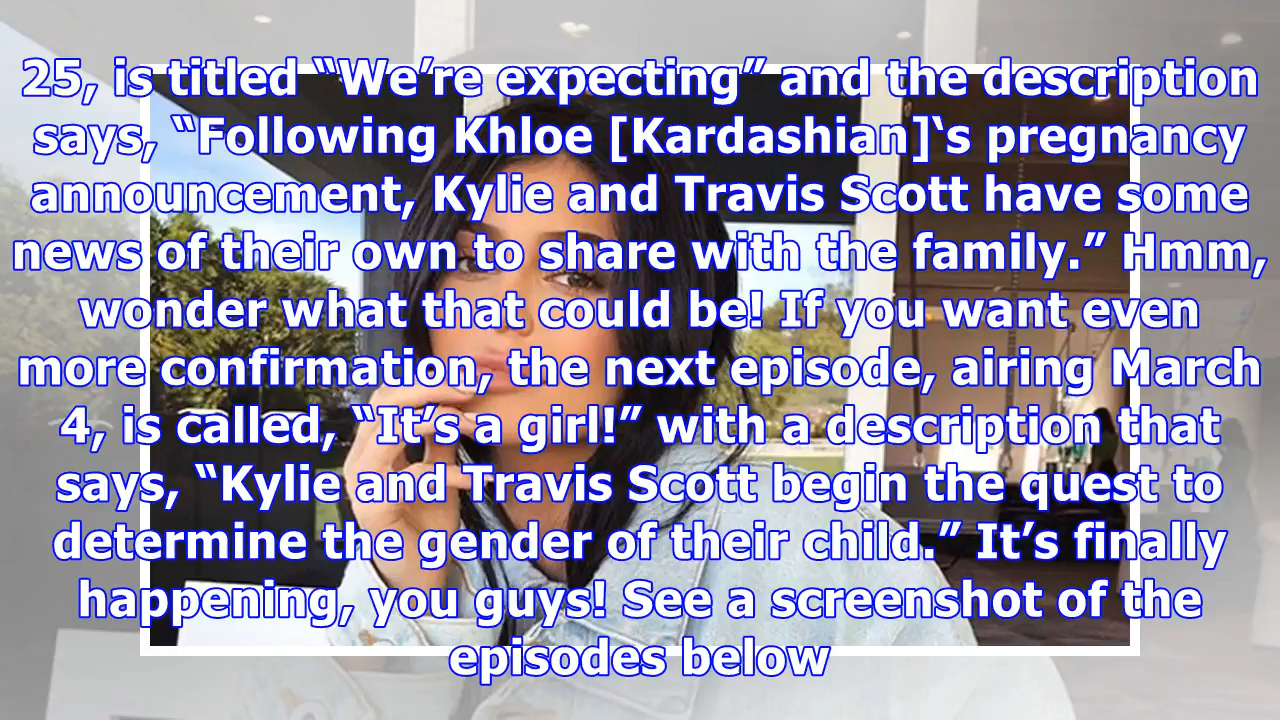 25, is titled “We’re expecting” and the description
says, “Following Khloe [Kardashian]‘s pregnancy
announcement, Kylie and Travis Scott have some
news of their own to share with the family.” Hmm,
wonder what that could be! If you want even
more confirmation, the next episode, airing March
4, is called, “It’s a girl!” with a description that
says, “Kylie and Travis Scott begin the quest to
determine the gender of their child.” It’s finally
happening, you guys! See a screenshot of the
episodes below